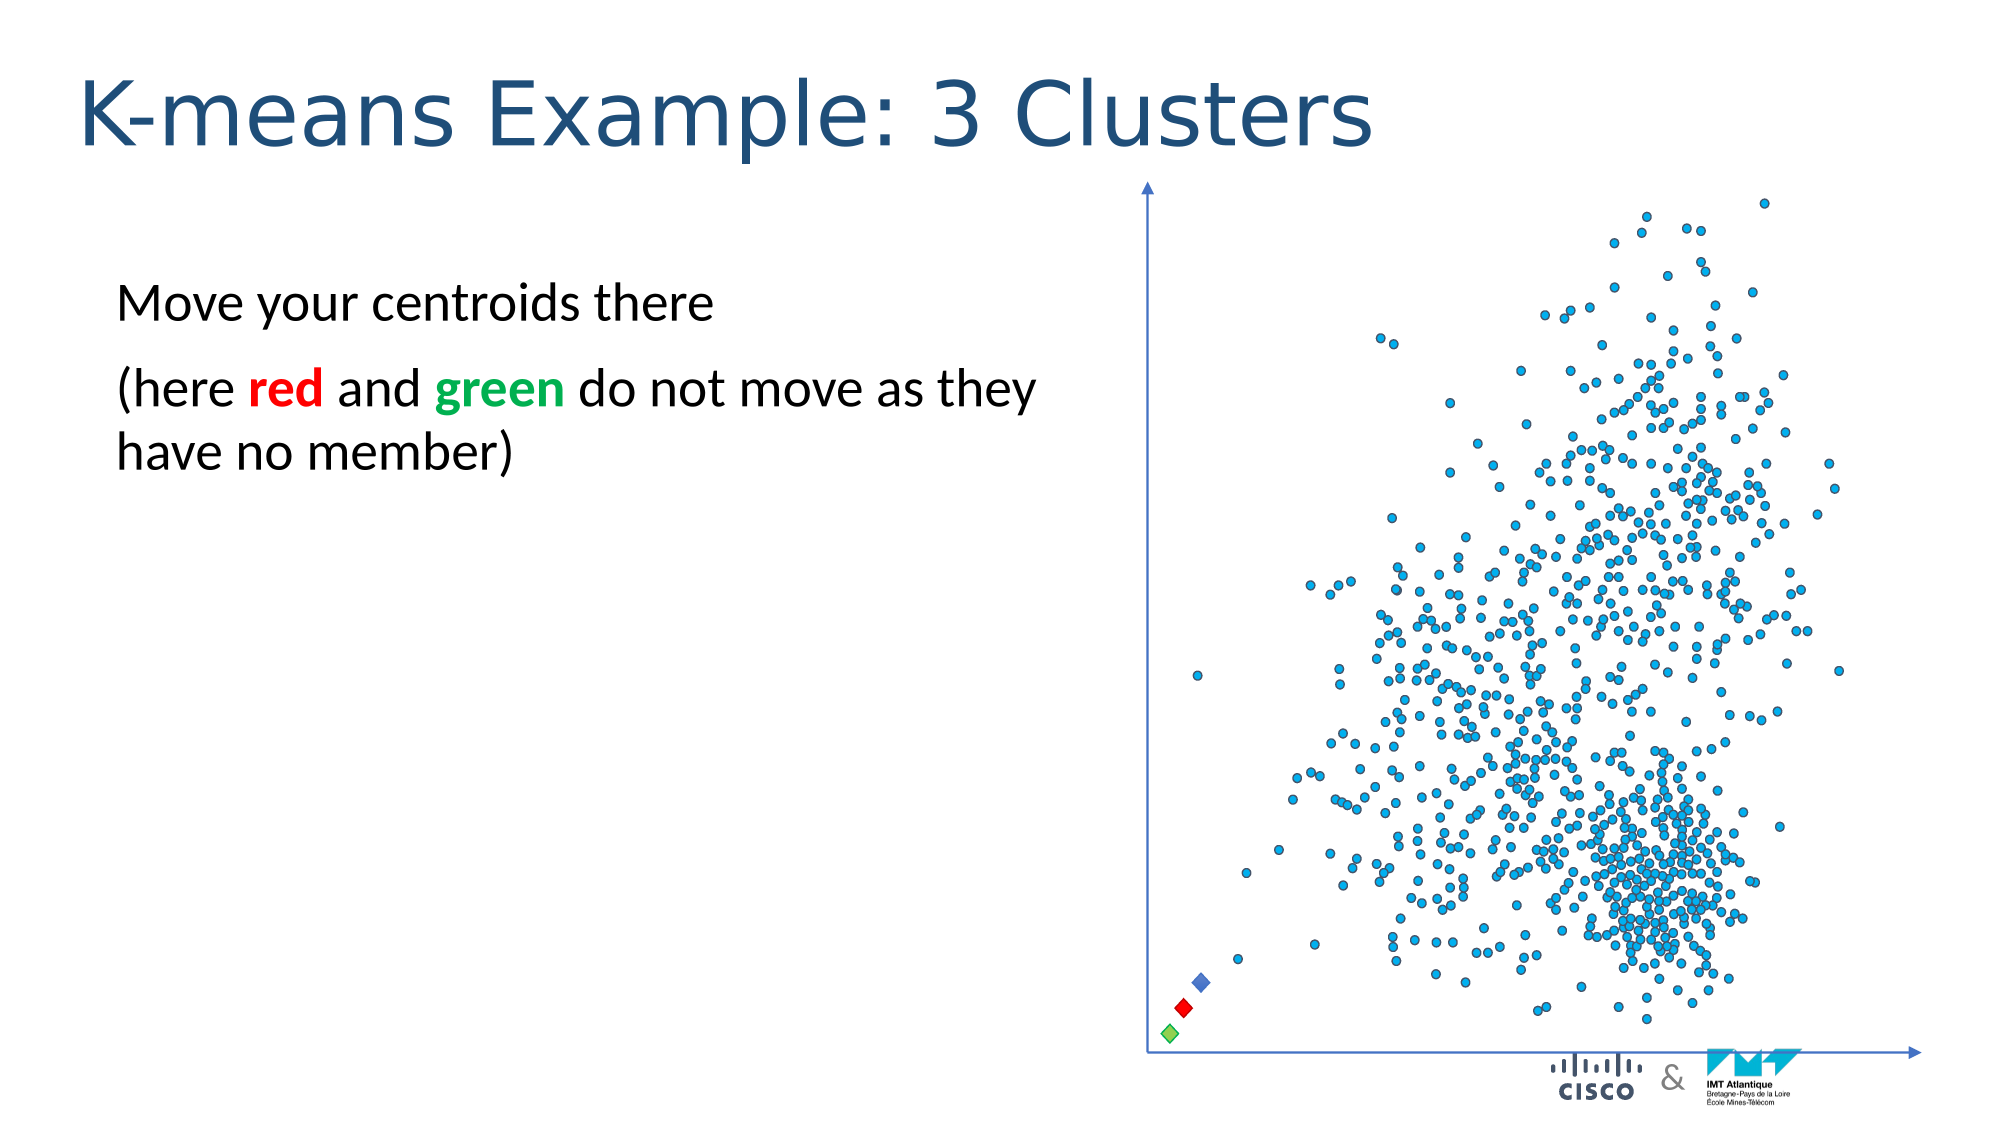 K-means Example: 3 Clusters
Move your centroids there
(here red and green do not move as they
have no member)
CISCO
&
IMT Atlantique
Bretagne-Pays de la Loire
École Mines-Télécom